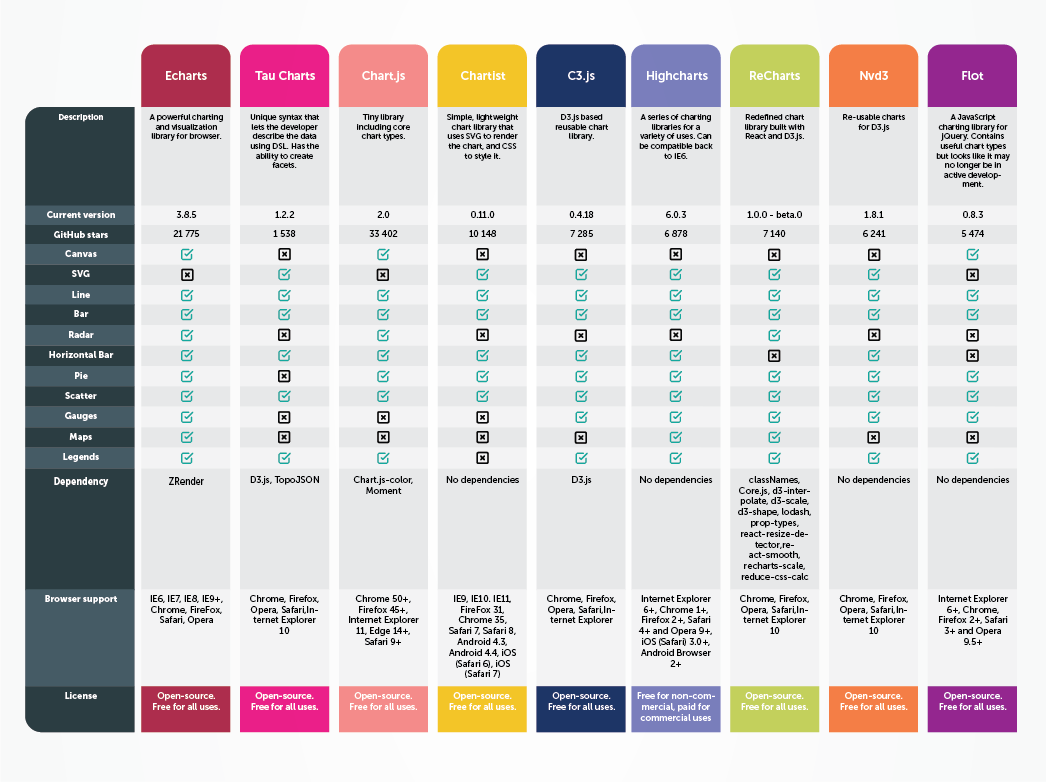 Echarts
Tau Charts
Chart.js
Chartist
C3.js
Highcharts
ReCharts
Nvd3
Flot
Description
A powerful charting
and visualization
library for browser.
Unique syntax that
lets the developer
describe the data
using DSL. Has the
ability to create
facets.
Tiny library
including core
chart types.
Simple, lightweight
chart library that
uses SVG to render
the chart, and CSS
to style it.
D3.js based
reusable chart
library.
A series of charting
libraries for a
variety of uses. Can
be compatible back
to IE6.
Redefined chart
library built with
React and D3.js.
Re-usable charts
for D3.js
A JavaScript
charting library for
jQuery. Contains
useful chart types
but looks like it may
no longer be in
active develop-
ment.
Current version
3.8.5
1.2.2
2.0
0.11.0
0.4.18
6.0.3
1.0.0 - beta.0
1.8.1
0.8.3
GitHub stars
21 775
1 538
33 402
10 148
7 285
6 878
7 140
6 241
5 474
Canvas
SVG
Line
Bar
Radar
Horizontal Bar
Pie
Scatter
Gauges
Maps
Legends
Dependency
ZRender
D3.js, TopoJSON
Chart.js-color,
Moment
No dependencies
D3.js
No dependencies
classNames,
Core.js, d3-inter-
polate, d3-scale,
d3-shape, lodash,
prop-types,
react-resize-de-
tector,re-
act-smooth,
recharts-scale,
reduce-css-calc
No dependencies
No dependencies
Browser support
IE6, IE7, IE8, IE9+,
Chrome, FireFox,
Safari, Opera
Chrome, Firefox,
Opera, Safari,In-
ternet Explorer
10
Chrome 50+,
Firefox 45+,
Internet Explorer
11, Edge 14+,
Safari 9+
IE9, IE10. IE11,
FireFox 31,
Chrome 35,
Safari 7, Safari 8,
Android 4.3,
Android 4.4, iOS
(Safari 6), iOS
(Safari 7)
Chrome, Firefox,
Opera, Safari,In-
ternet Explorer
Internet Explorer
6+, Chrome 1+,
Firefox 2+, Safari
4+ and Opera 9+,
iOS (Safari) 3.0+,
Android Browser
2+
Chrome, Firefox,
Opera, Safari,In-
ternet Explorer
10
Chrome, Firefox,
Opera, Safari,In-
ternet Explorer
10
Internet Explorer
6+, Chrome,
Firefox 2+, Safari
3+ and Opera
9.5+
License
Open-source.
Free for all uses.
Open-source.
Free for all uses.
Open-source.
Free for all uses.
Open-source.
Free for all uses.
Open-source.
Free for all uses.
Free for non-com-
mercial, paid for
commercial uses
Open-source.
Free for all uses.
Open-source.
Free for all uses.
Open-source.
Free for all uses.